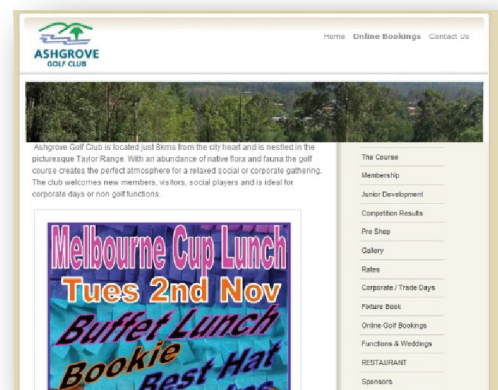 ASHGROVE
GOLF CLUB
Home Online Bookings Contact Us
Ashgrove Golf Club is located just 8kms from the city heart and is nestled in the
picturesque Taylor Range. With an abundance of native flora and fauna the golf
course creates the perfect atmosphere for a relaxed social or corporate gathering.
The club welcomes new members, visitors, social players and is ideal for
corporate days or non golf functions.
Melbourne Cup Lunch
Tues 2nd Nov
Buffet Lunch
Bookie
Best Hat
The Course
Membership
Junior Development
Competition Results
Pro Shop
Gallery
Rates
Corporate / Trade Days
Fixture Book
Online Golf Bookings
Functions & Weddings
RESTAURANT
Sponsors